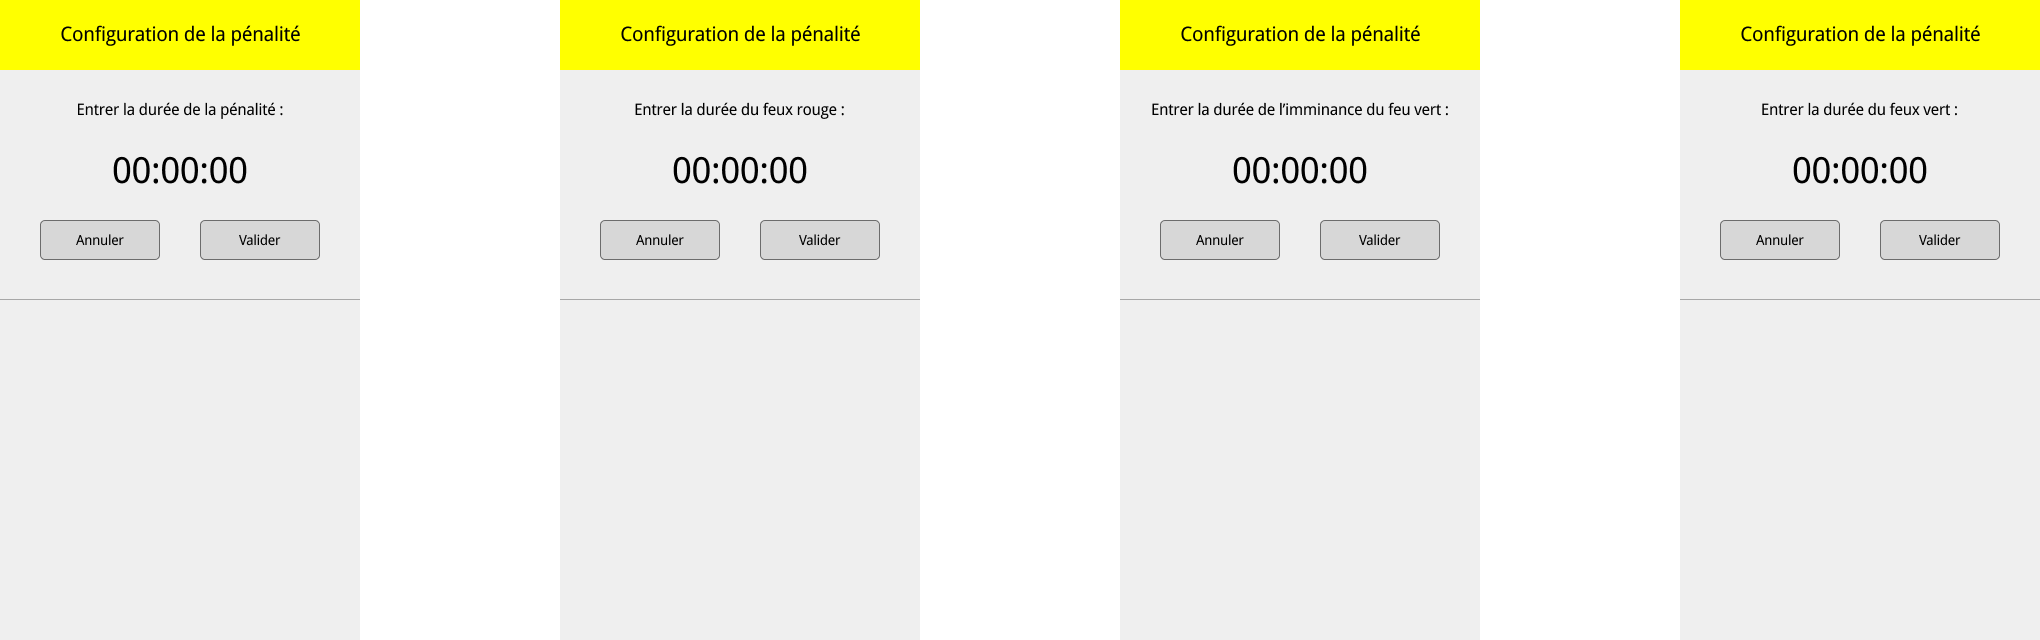 Configuration de la pénalité
Entrer la durée de la pénalité :
00:00:00
Annuler
Valider
Configuration de la pénalité
Entrer la durée du feux rouge :
00:00:00
Annuler
Valider
Configuration de la pénalité
Entrer la durée de l’imminance du feu vert :
00:00:00
Annuler
Valider
Configuration de la pénalité
Entrer la durée du feux vert :
00:00:00
Annuler
Valider